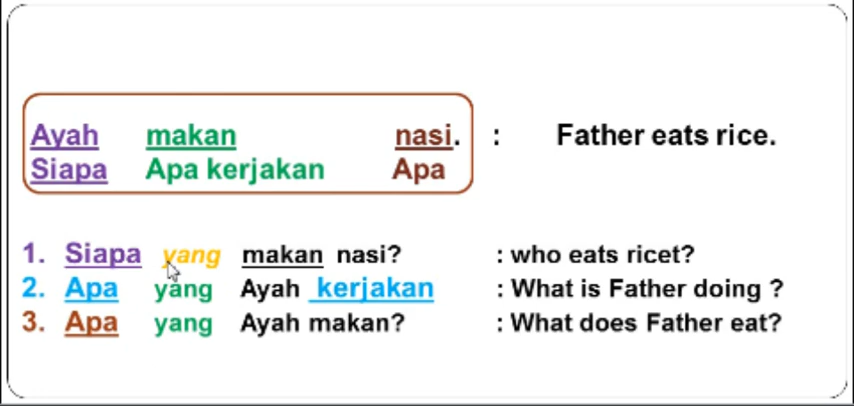 Ayah makan nasi. : Father eats rice.
Siapa Apa kerjakan Apa
1. Siapa yang makan nasi? : who eats ricet?
2. Apa yang Ayah kerjakan : What is Father doing ?
3. Apa yang Ayah makan? : What does Father eat?